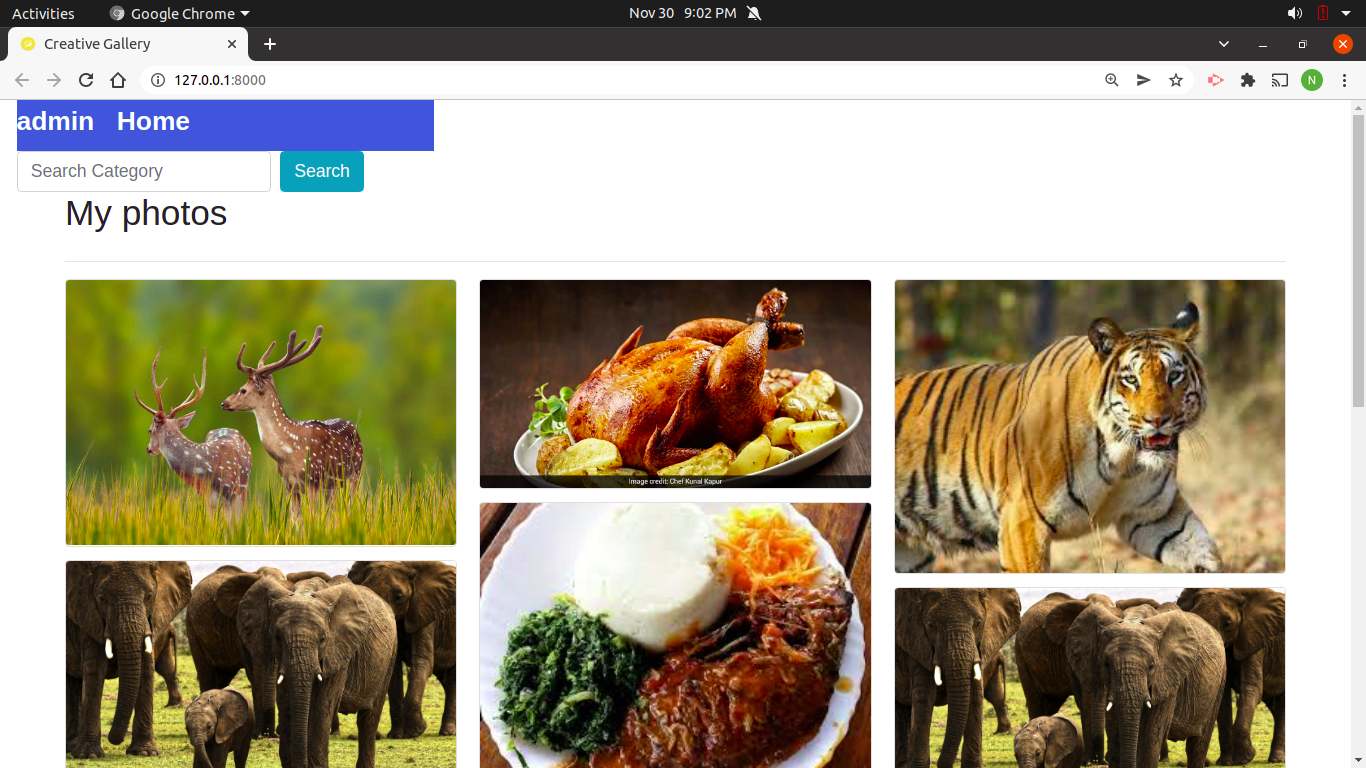 Activities Google Chrome Nov 30 9:02 PM
Creative Gallery
127.0.0.1:8000 N
admin Home
Search Category Search
My photos
Image credit: Chef Kunal Kapur